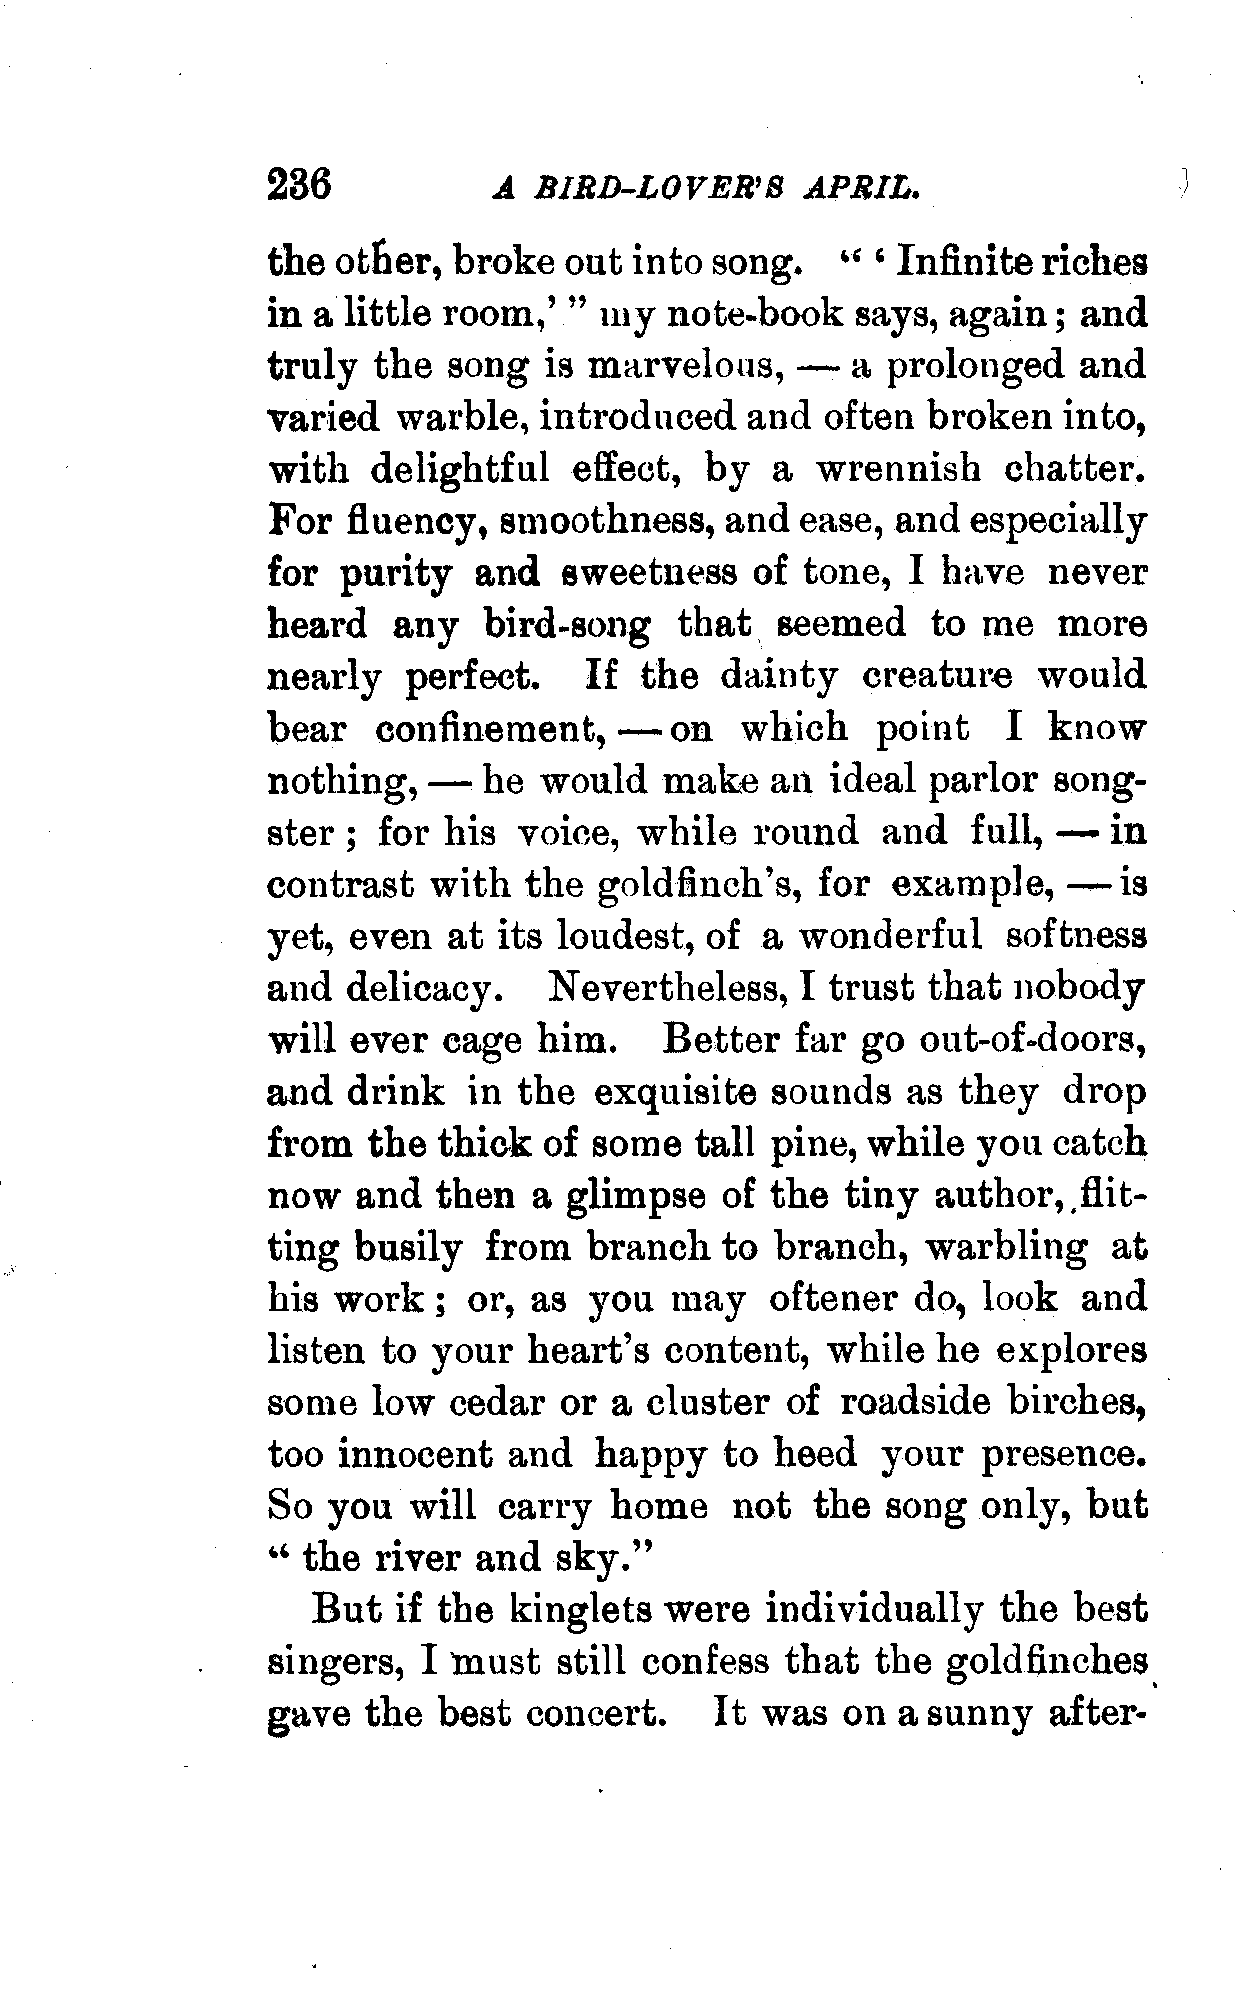 236 A BIRD-LOVER'S APRIL.
the other, broke out into song. " ' Infinite riches
in a little room,' " my note-book says, again ; and
truly the song is marvelous, — a prolonged and
varied warble, introduced and often broken into,
with delightful effect, by a wrennish chatter.
For fluency, smoothness, and ease, and especially
for purity and sweetness of tone, I have never
heard any bird-song that seemed to me more
nearly perfect. If the dainty creature would
bear confinement, — on which point I know
nothing, — he would make an ideal parlor song-
ster ; for his voice, while round and full, — in
contrast with the goldfinch's, for example, — is
yet, even at its loudest, of a wonderful softness
and delicacy. Nevertheless, I trust that nobody
will ever cage him. Better far go out-of-doors,
and drink in the exquisite sounds as they drop
from the thick of some tall pine, while you catch
now and then a glimpse of the tiny author, flit-
ting busily from branch to branch, warbling at
his work ; or, as you may oftener do, look and
listen to your heart's content, while he explores
some low cedar or a cluster of roadside birches,
too innocent and happy to heed your presence.
So you will carry home not the song only, but
" the river and sky."
But if the kinglets were individually the best
singers, I must still confess that the goldfinches
gave the best concert. It was on a sunny after-